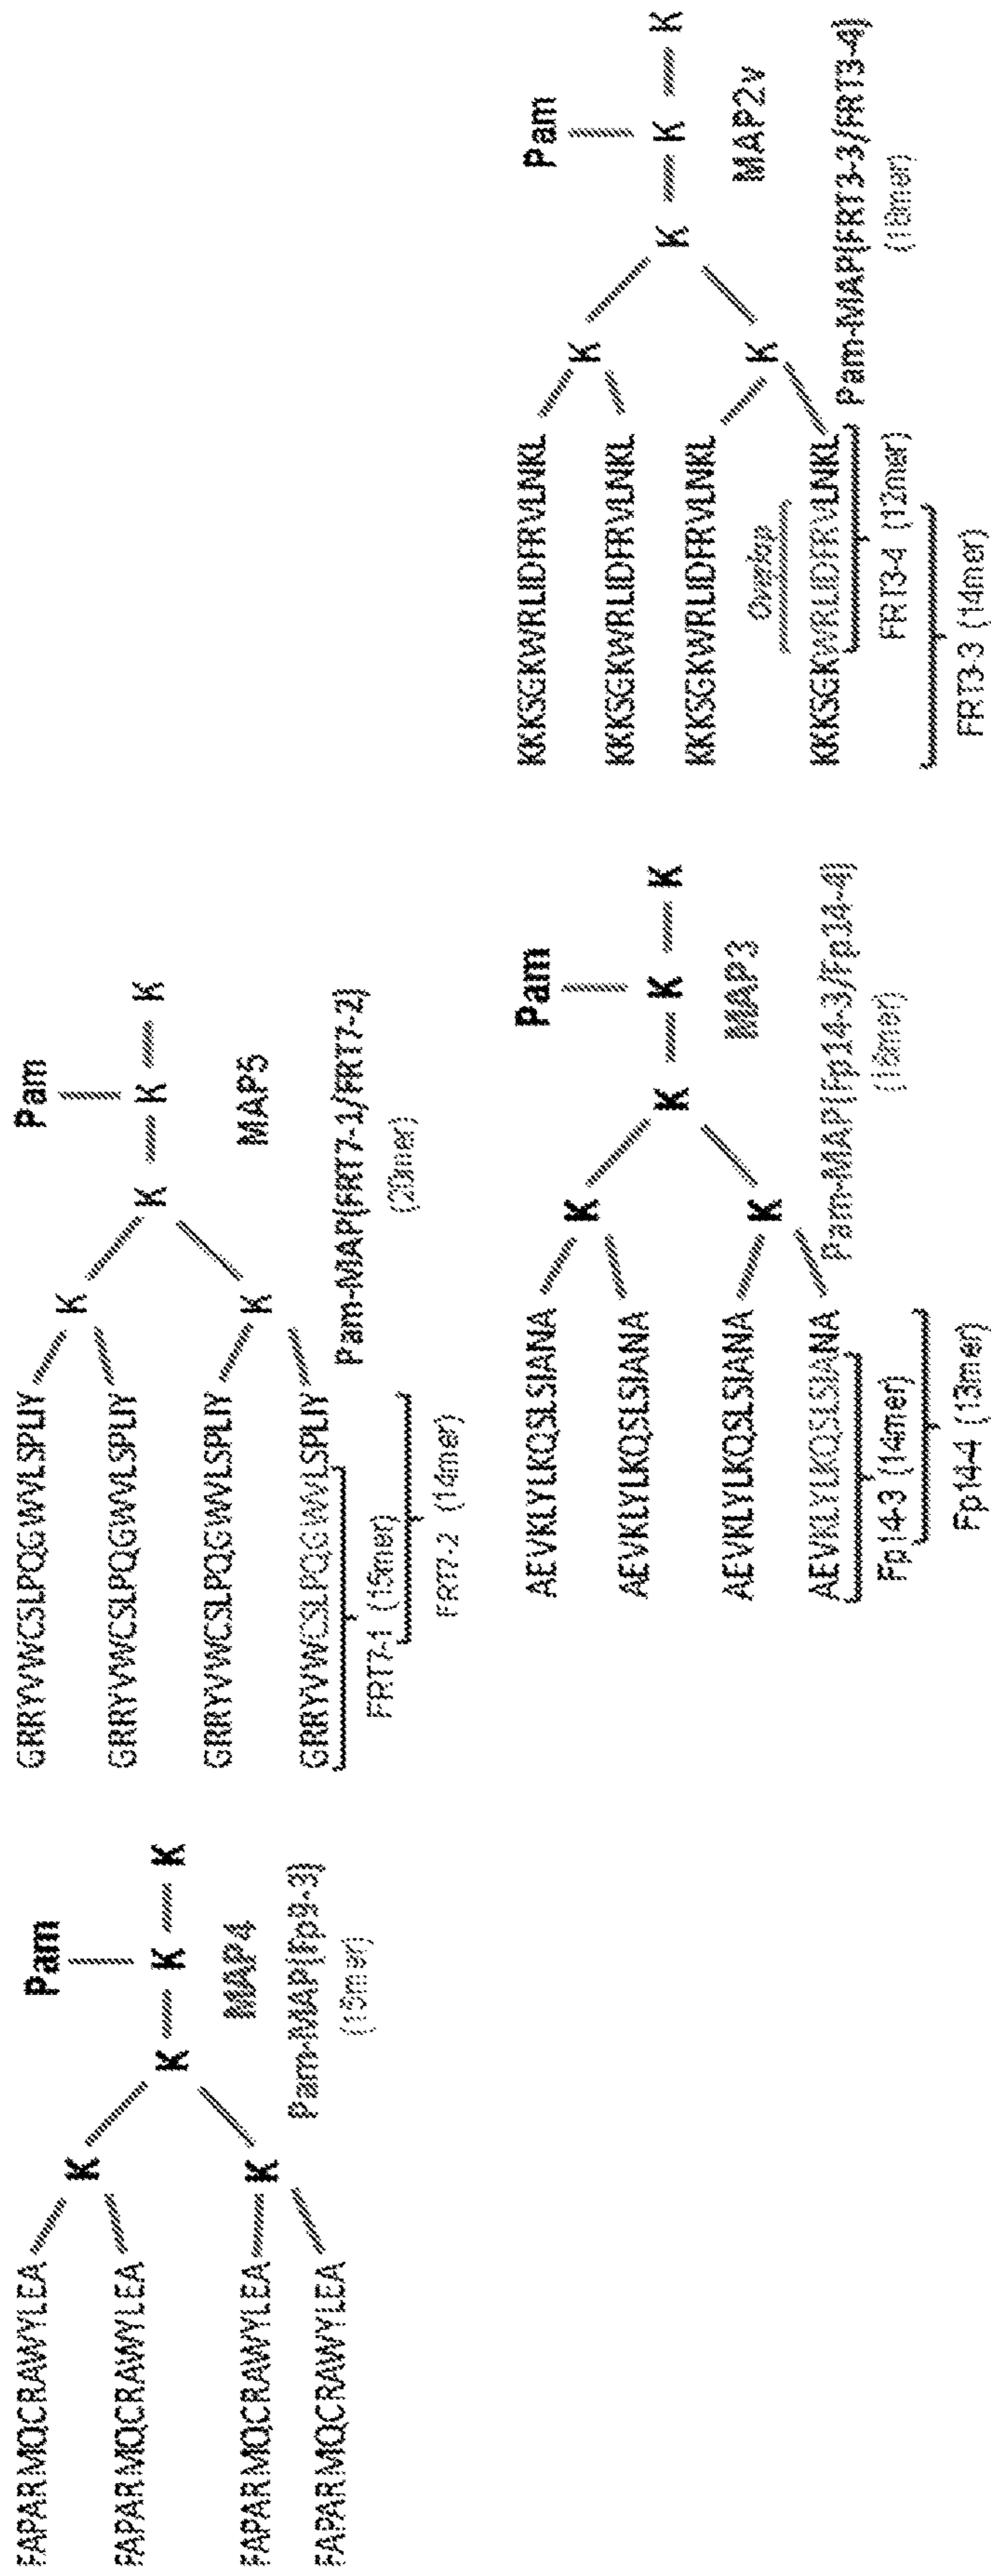 Pam
FAPARMQCRAWYLEA
K
FAPARMQCRAWYLEA
K — K — K
FAPARMQCRAWYLEA
K
MAP4
FAPARMQCRAWYLEA
Pam-MAP[Fp9-3]
(15mer)
Pam
GRRYVWCSLPQGWVLSPLIY
K
GRRYVWCSLPQGWVLSPLIY
K — K — K
GRRYVWCSLPQGWVLSPLIY
K
MAP5
GRRYVWCSLPQGWVLSPLIY
Pam-MAP[FRT7-1/FRT7-2]
FRT7-1 (15mer)
(20mer)
FRT7-2 (14mer)
Pam
AEVKLYLKQSLSIANA
K
AEVKLYLKQSLSIANA
K — K — K
AEVKLYLKQSLSIANA
K
MAP3
AEVKLYLKQSLSIANA
Pam-MAP[Fp14-3/Fp14-4]
Fp14-3 (14mer)
(16mer)
Fp14-4 (13mer)
Pam
KKKSGKWRLIDFRVLNKL
K
KKKSGKWRLIDFRVLNKL
K — K — K
KKKSGKWRLIDFRVLNKL
K
MAP2v
Overlap
KKKSGKWRLIDFRVLNKL
Pam-MAP[FRT3-3/FRT3-4]
FRT3-4 (12mer)
(18mer)
FRT3-3 (14mer)